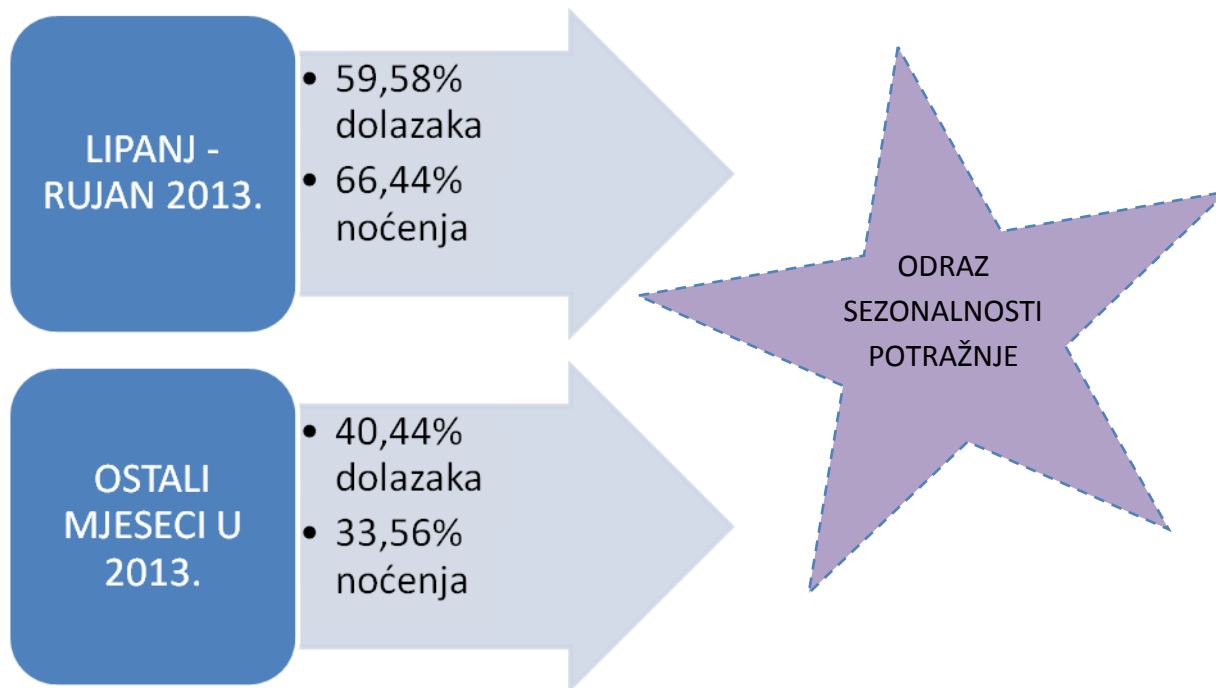 LIPANJ -
RUJAN 2013.
• 59,58%
dolazaka
• 66,44%
noćenja
OSTALI
MJESECI U
2013.
• 40,44%
dolazaka
• 33,56%
noćenja
ODRAZ
SEZONALNOSTI
POTRAŽNJE